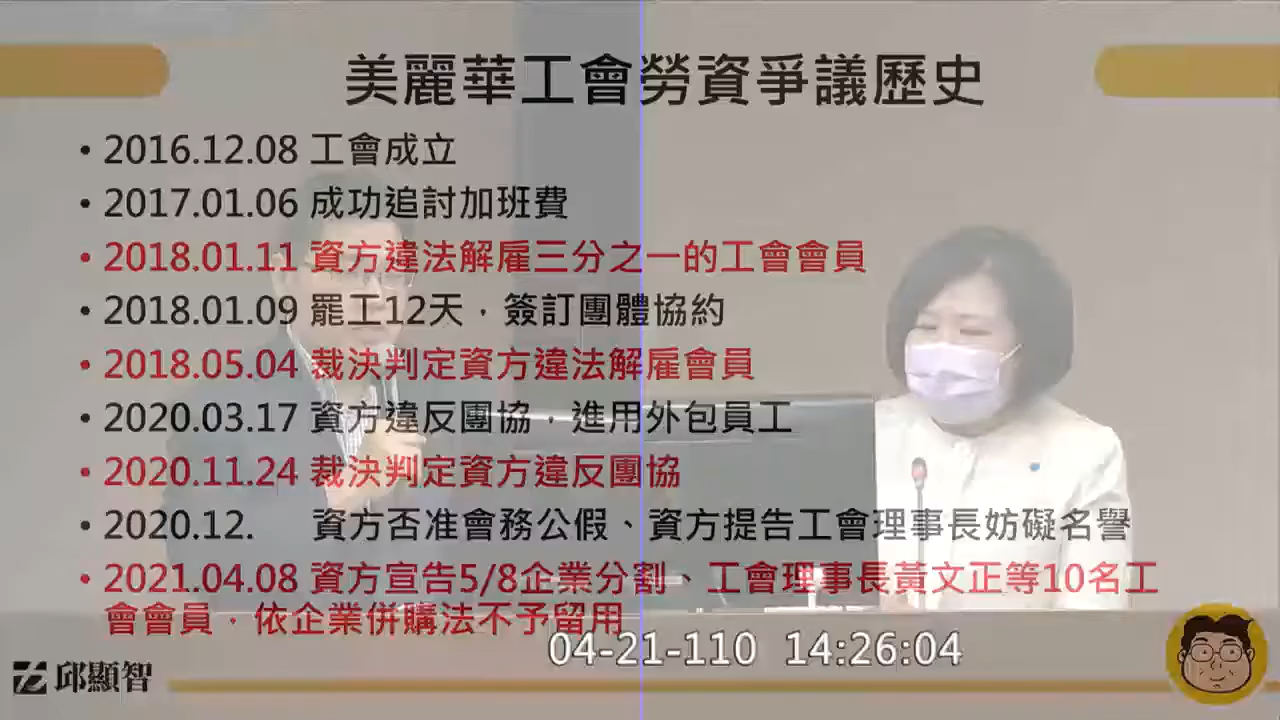 美麗華工會勞資爭議歷史
• 2016.12.08 工會成立
• 2017.01.06 成功追討加班費
• 2018.01.11 資方違法解雇三分之一的工會會員
• 2018.01.09 罷工12天，簽訂團體協約
• 2018.05.04 裁決判定資方違法解雇會員
• 2020.03.17 資方違反團協，進用外包員工
• 2020.11.24 裁決判定資方違反團協
• 2020.12. 資方否准會務公假、資方提告工會理事長妨礙名譽
• 2021.04.08 資方宣告5/8企業分割、工會理事長黃文正等10名工
會會員，依企業併購法不予留用
04-21-110 14:26:04
邱顯智